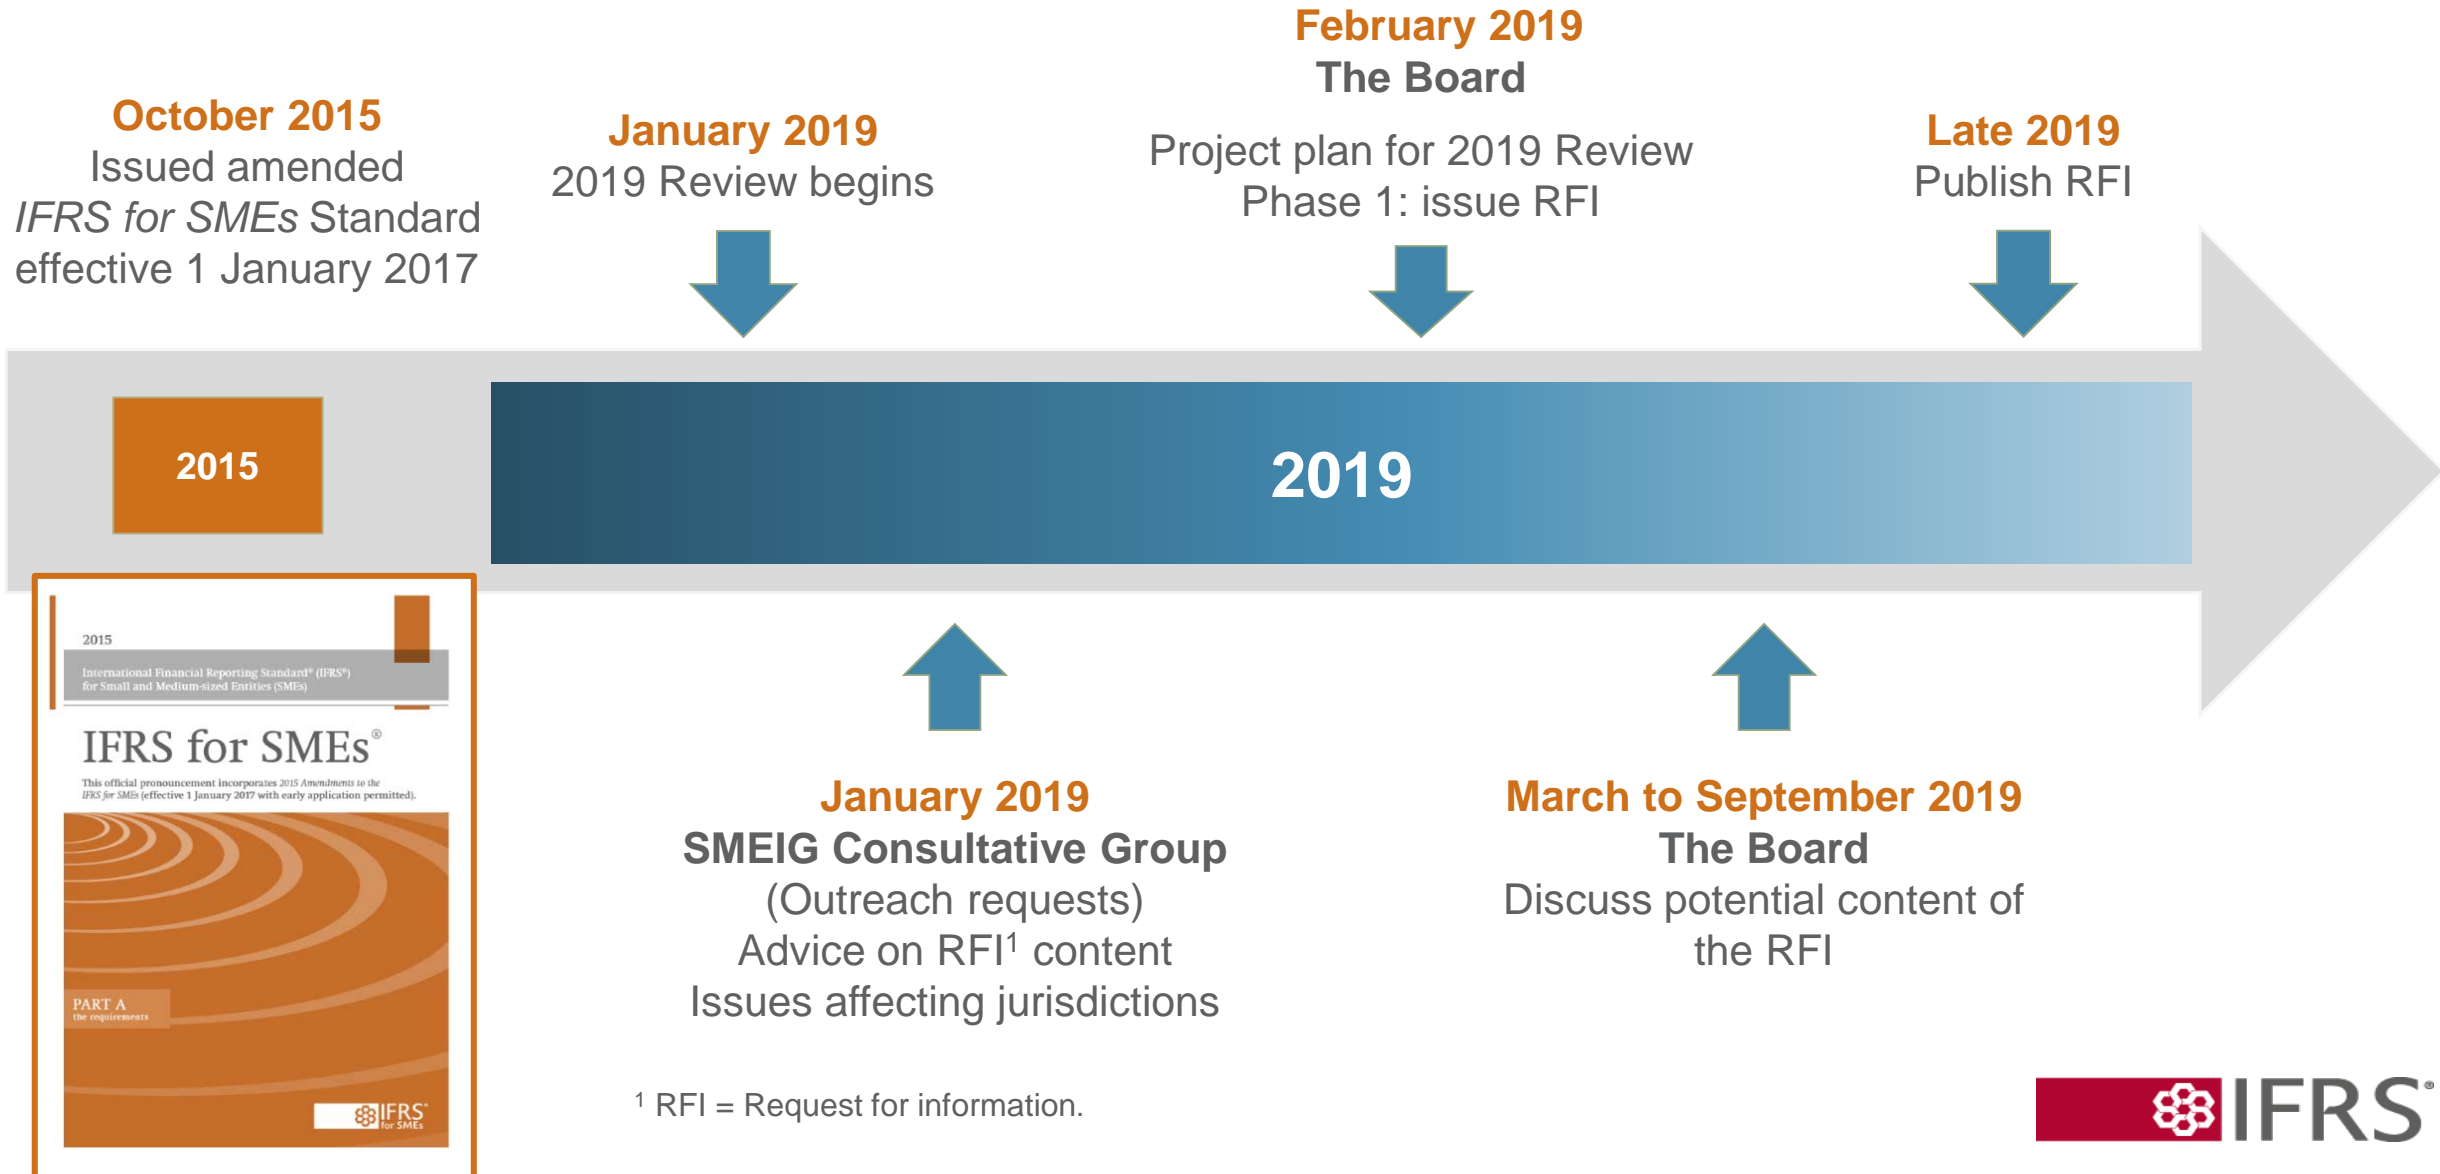 October 2015
Issued amended
IFRS for SMEs Standard
effective 1 January 2017
January 2019
2019 Review begins
February 2019
The Board
Project plan for 2019 Review
Phase 1: issue RFI
Late 2019
Publish RFI
2015
2019
2015
International Financial Reporting Standard® (IFRS®)
for Small and Medium-sized Entities (SMEs)
IFRS for SMEs®
This official pronouncement incorporates 2015 Amendments to the
IFRS for SMEs (effective 1 January 2017 with early application permitted).
PART A
the requirements
IFRS®
for SMEs
January 2019
SMEIG Consultative Group
(Outreach requests)
Advice on RFI¹ content
Issues affecting jurisdictions
March to September 2019
The Board
Discuss potential content of
the RFI
¹ RFI = Request for information.
IFRS®